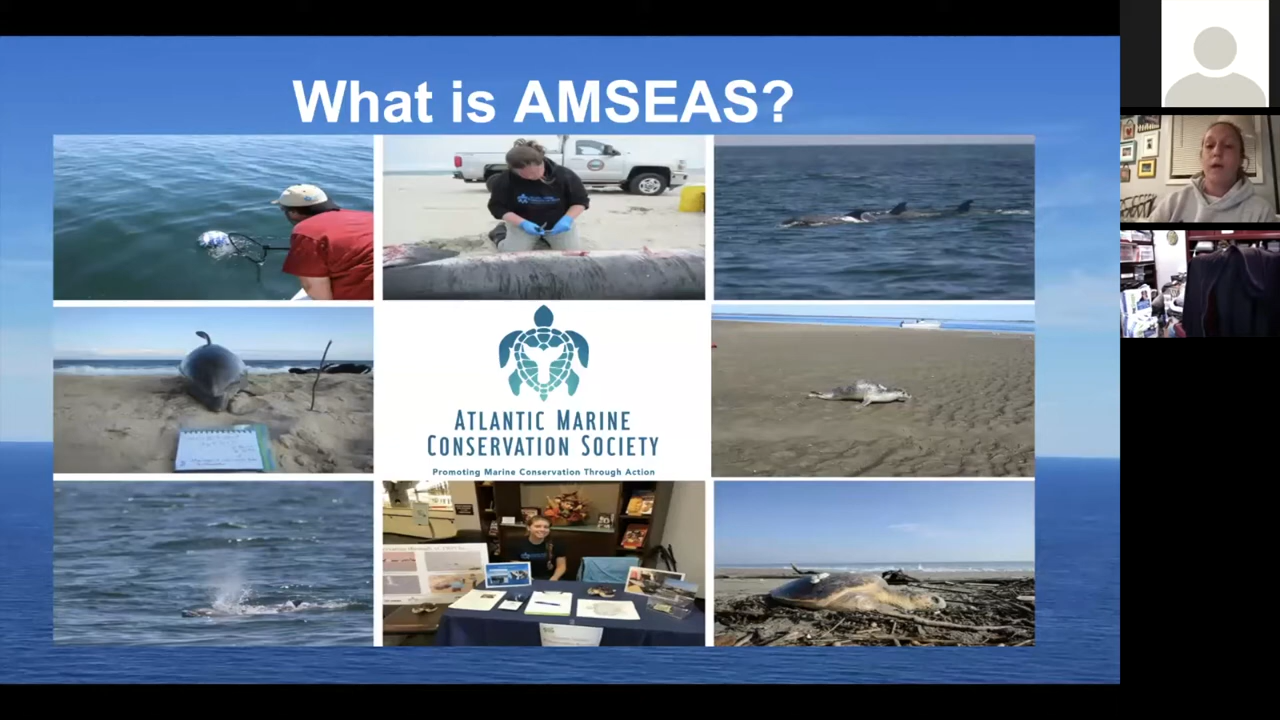 What is AMSEAS?
ATLANTIC MARINE
CONSERVATION SOCIETY
Promoting Marine Conservation Through Action